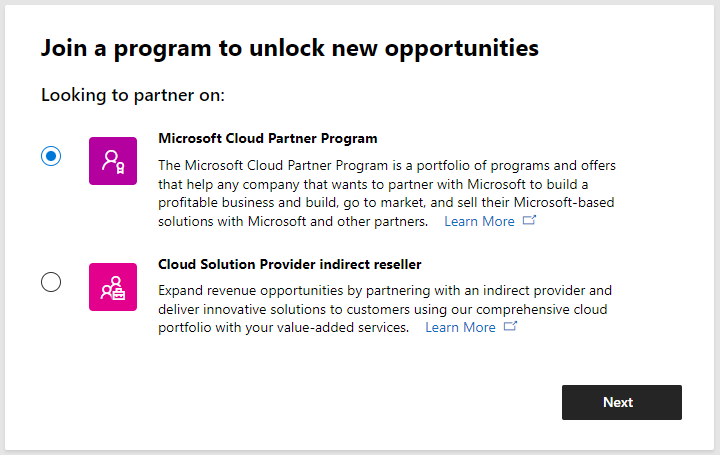 Join a program to unlock new opportunities
Looking to partner on:
Microsoft Cloud Partner Program
The Microsoft Cloud Partner Program is a portfolio of programs and offers
that help any company that wants to partner with Microsoft to build a
profitable business and build, go to market, and sell their Microsoft-based
solutions with Microsoft and other partners. Learn More
Cloud Solution Provider indirect reseller
Expand revenue opportunities by partnering with an indirect provider and
deliver innovative solutions to customers using our comprehensive cloud
portfolio with your value-added services. Learn More
Next